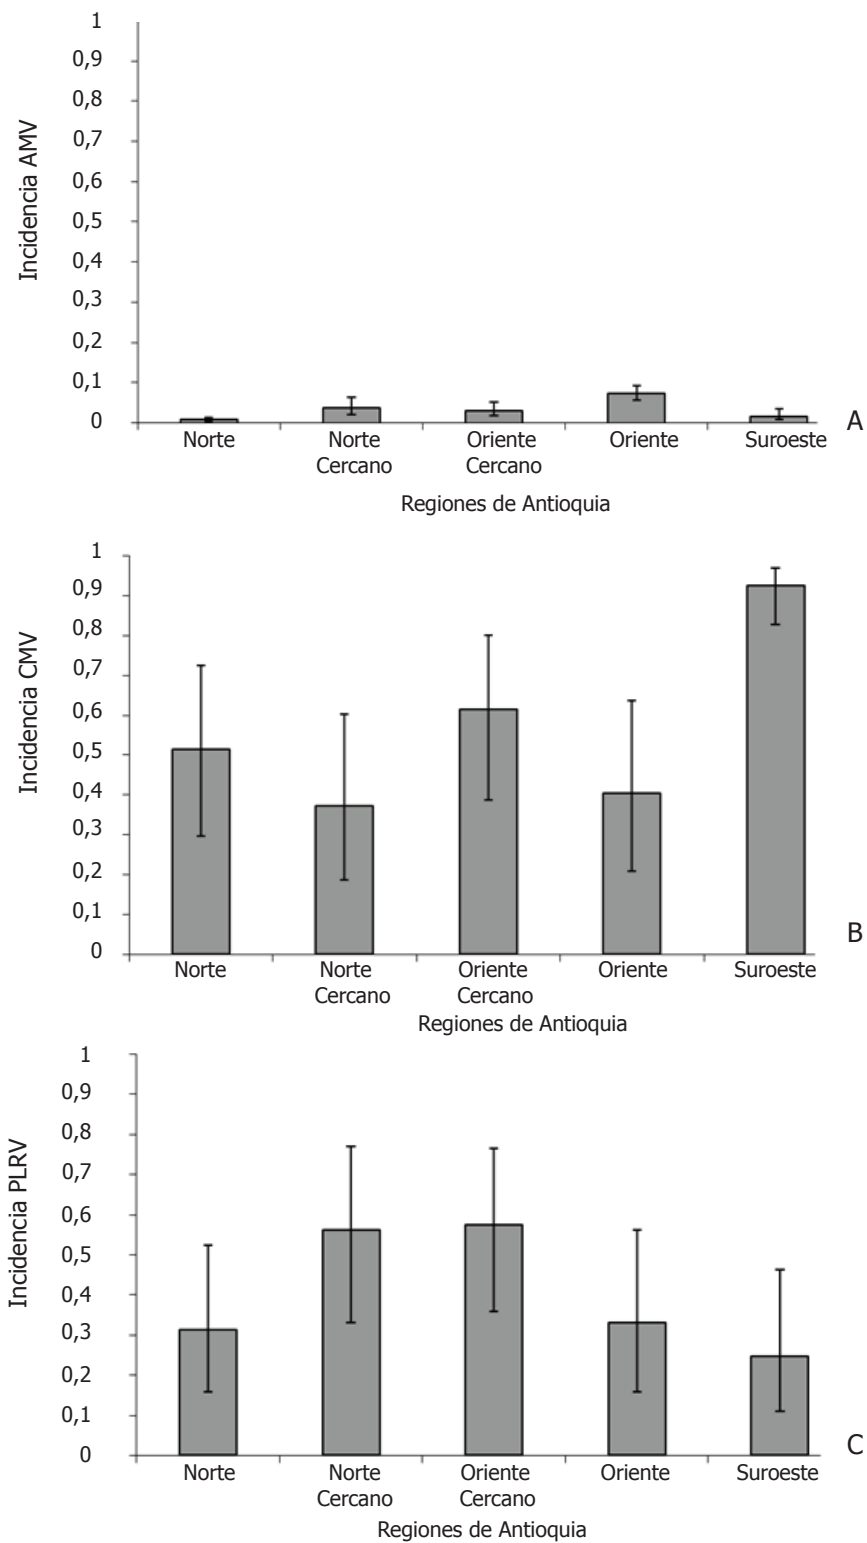 1
0,9
0,8
0,7
0,6
0,5
0,4
0,3
0,2
0,1
0
Incidencia AMV
Norte
Norte
Cercano
Oriente
Cercano
Oriente
Suroeste
A
Regiones de Antioquia
1
0,9
0,8
0,7
0,6
0,5
0,4
0,3
0,2
0,1
0
Incidencia CMV
Norte
Norte
Cercano
Oriente
Cercano
Oriente
Suroeste
B
Regiones de Antioquia
1
0,9
0,8
0,7
0,6
0,5
0,4
0,3
0,2
0,1
0
Incidencia PLRV
Norte
Norte
Cercano
Oriente
Cercano
Oriente
Suroeste
C
Regiones de Antioquia